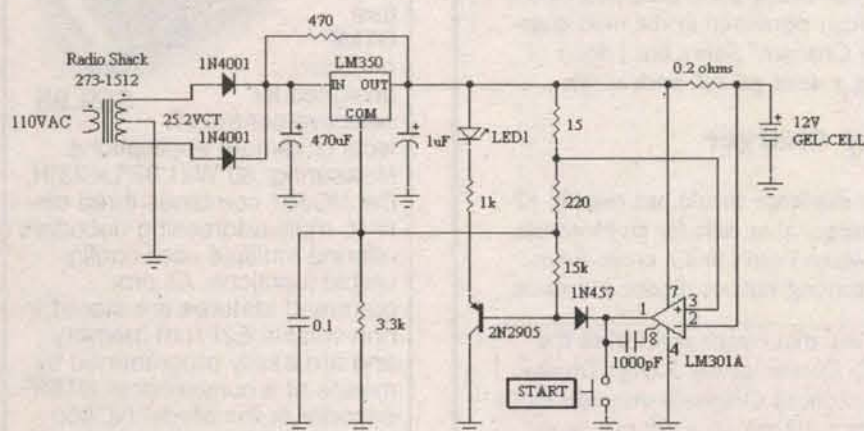 Radio Shack
273-1512
110VAC
25.2VCT
1N4001
1N4001
470
LM350
IN OUT
COM
470uF
1uF
LED1
1k
15
220
15k
0.2 ohms
12V
GEL-CELL
0.1
3.3k
2N2905
1N457
1
7
3
2
8
4
1000pF
LM301A
START